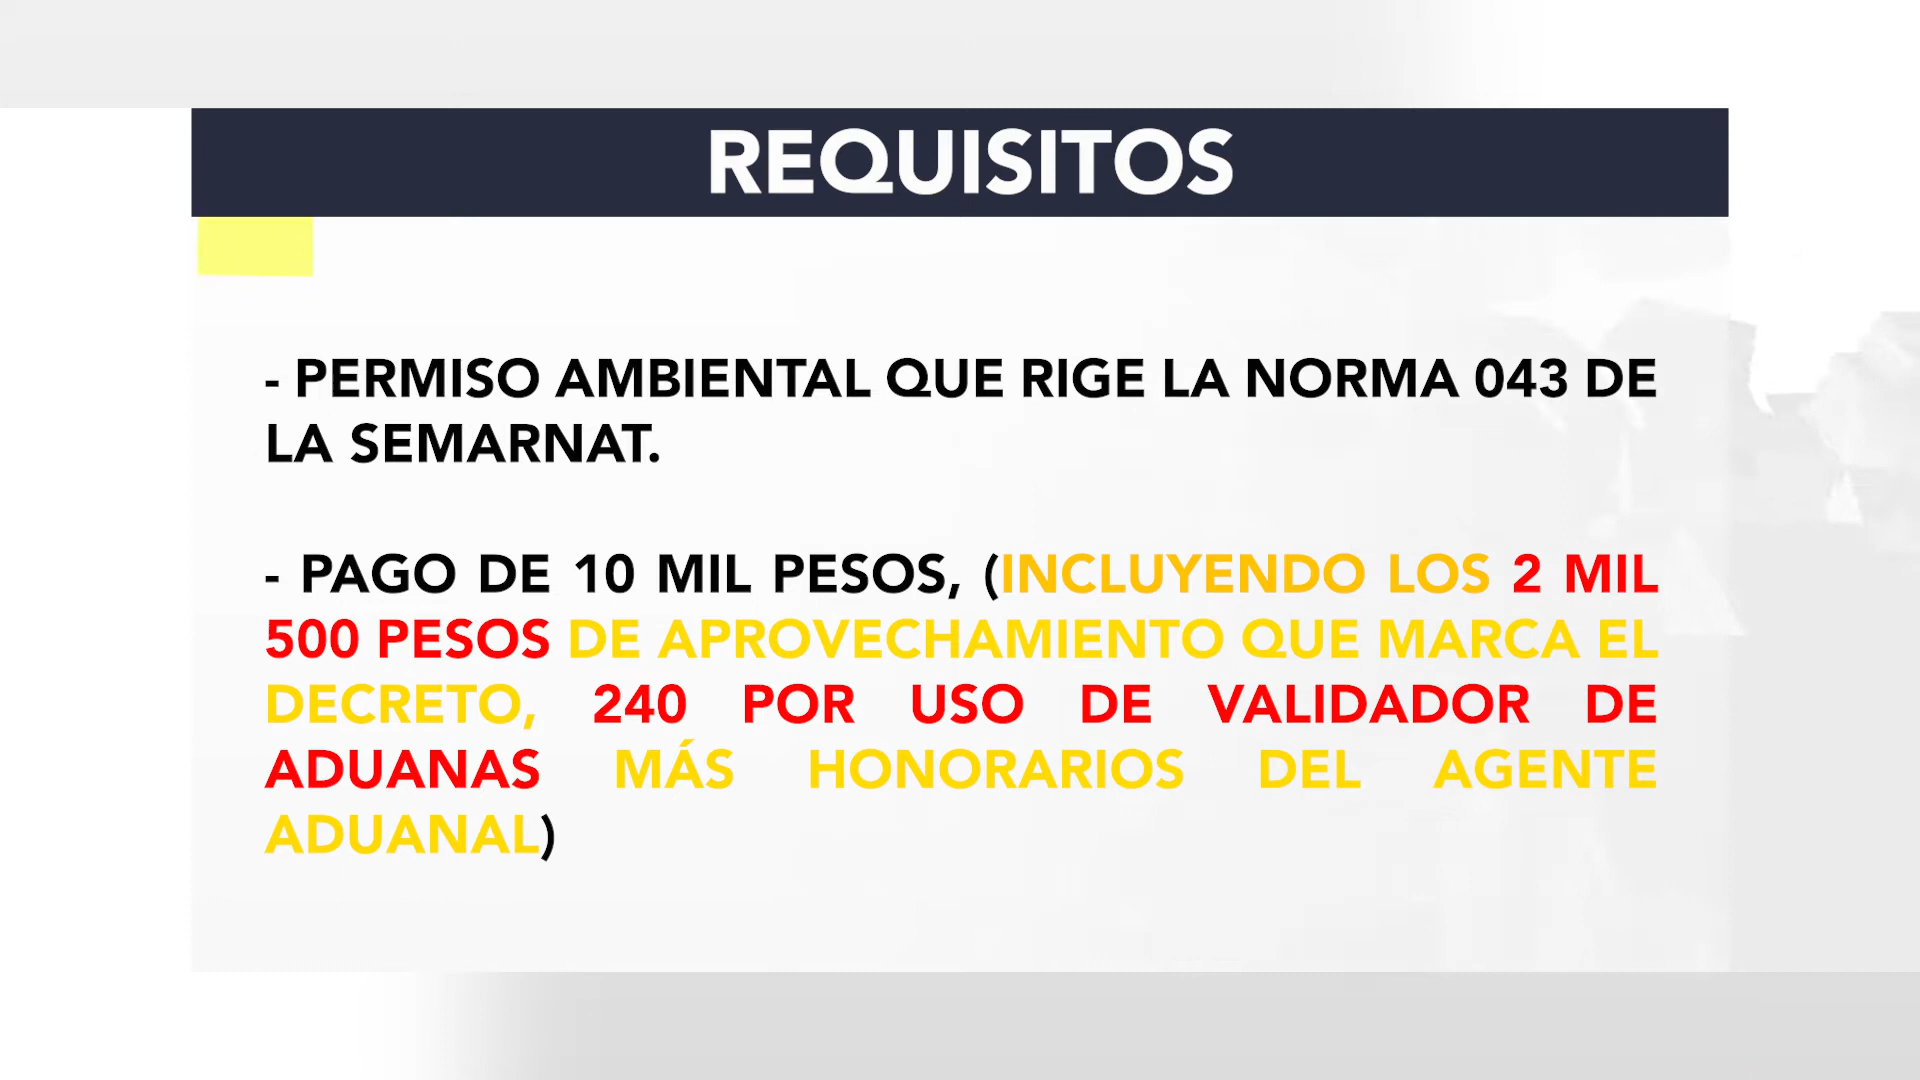 REQUISITOS
- PERMISO AMBIENTAL QUE RIGE LA NORMA 043 DE
LA SEMARNAT.
- PAGO DE 10 MIL PESOS, (INCLUYENDO LOS 2 MIL
500 PESOS DE APROVECHAMIENTO QUE MARCA EL
DECRETO, 240 POR USO DE VALIDADOR DE
ADUANAS MÁS HONORARIOS DEL AGENTE
ADUANAL)